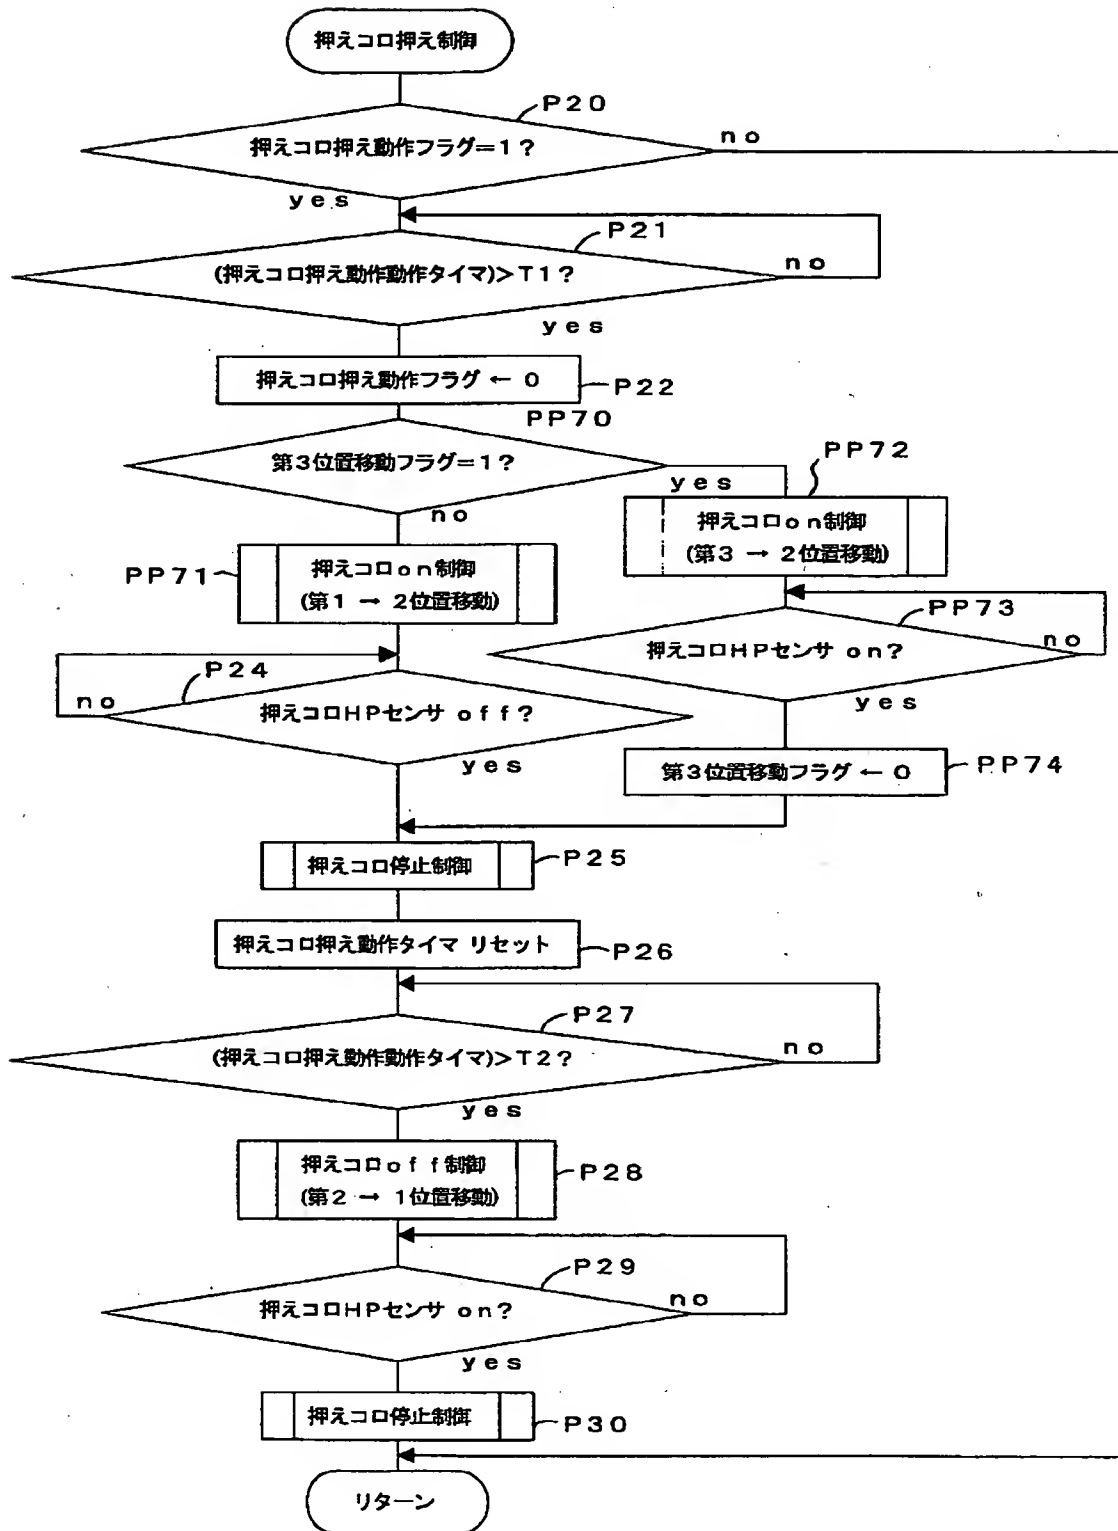 押えコロ押え制御
P20
押えコロ押え動作フラグ=1?
no
yes
P21
(押えコロ押え動作動作タイマ)>T1?
no
yes
押えコロ押え動作フラグ ← 0
P22
PP70
第3位置移動フラグ=1?
yes
no
PP72
押えコロon制御
(第3 → 2位置移動)
PP71
押えコロon制御
(第1 → 2位置移動)
PP73
押えコロHPセンサ on?
no
yes
P24
押えコロHPセンサ off?
no
yes
第3位置移動フラグ ← 0
PP74
押えコロ停止制御
P25
押えコロ押え動作タイマ リセット
P26
P27
(押えコロ押え動作動作タイマ)>T2?
no
yes
押えコロoff制御
(第2 → 1位置移動)
P28
P29
押えコロHPセンサ on?
no
yes
押えコロ停止制御
P30
リターン